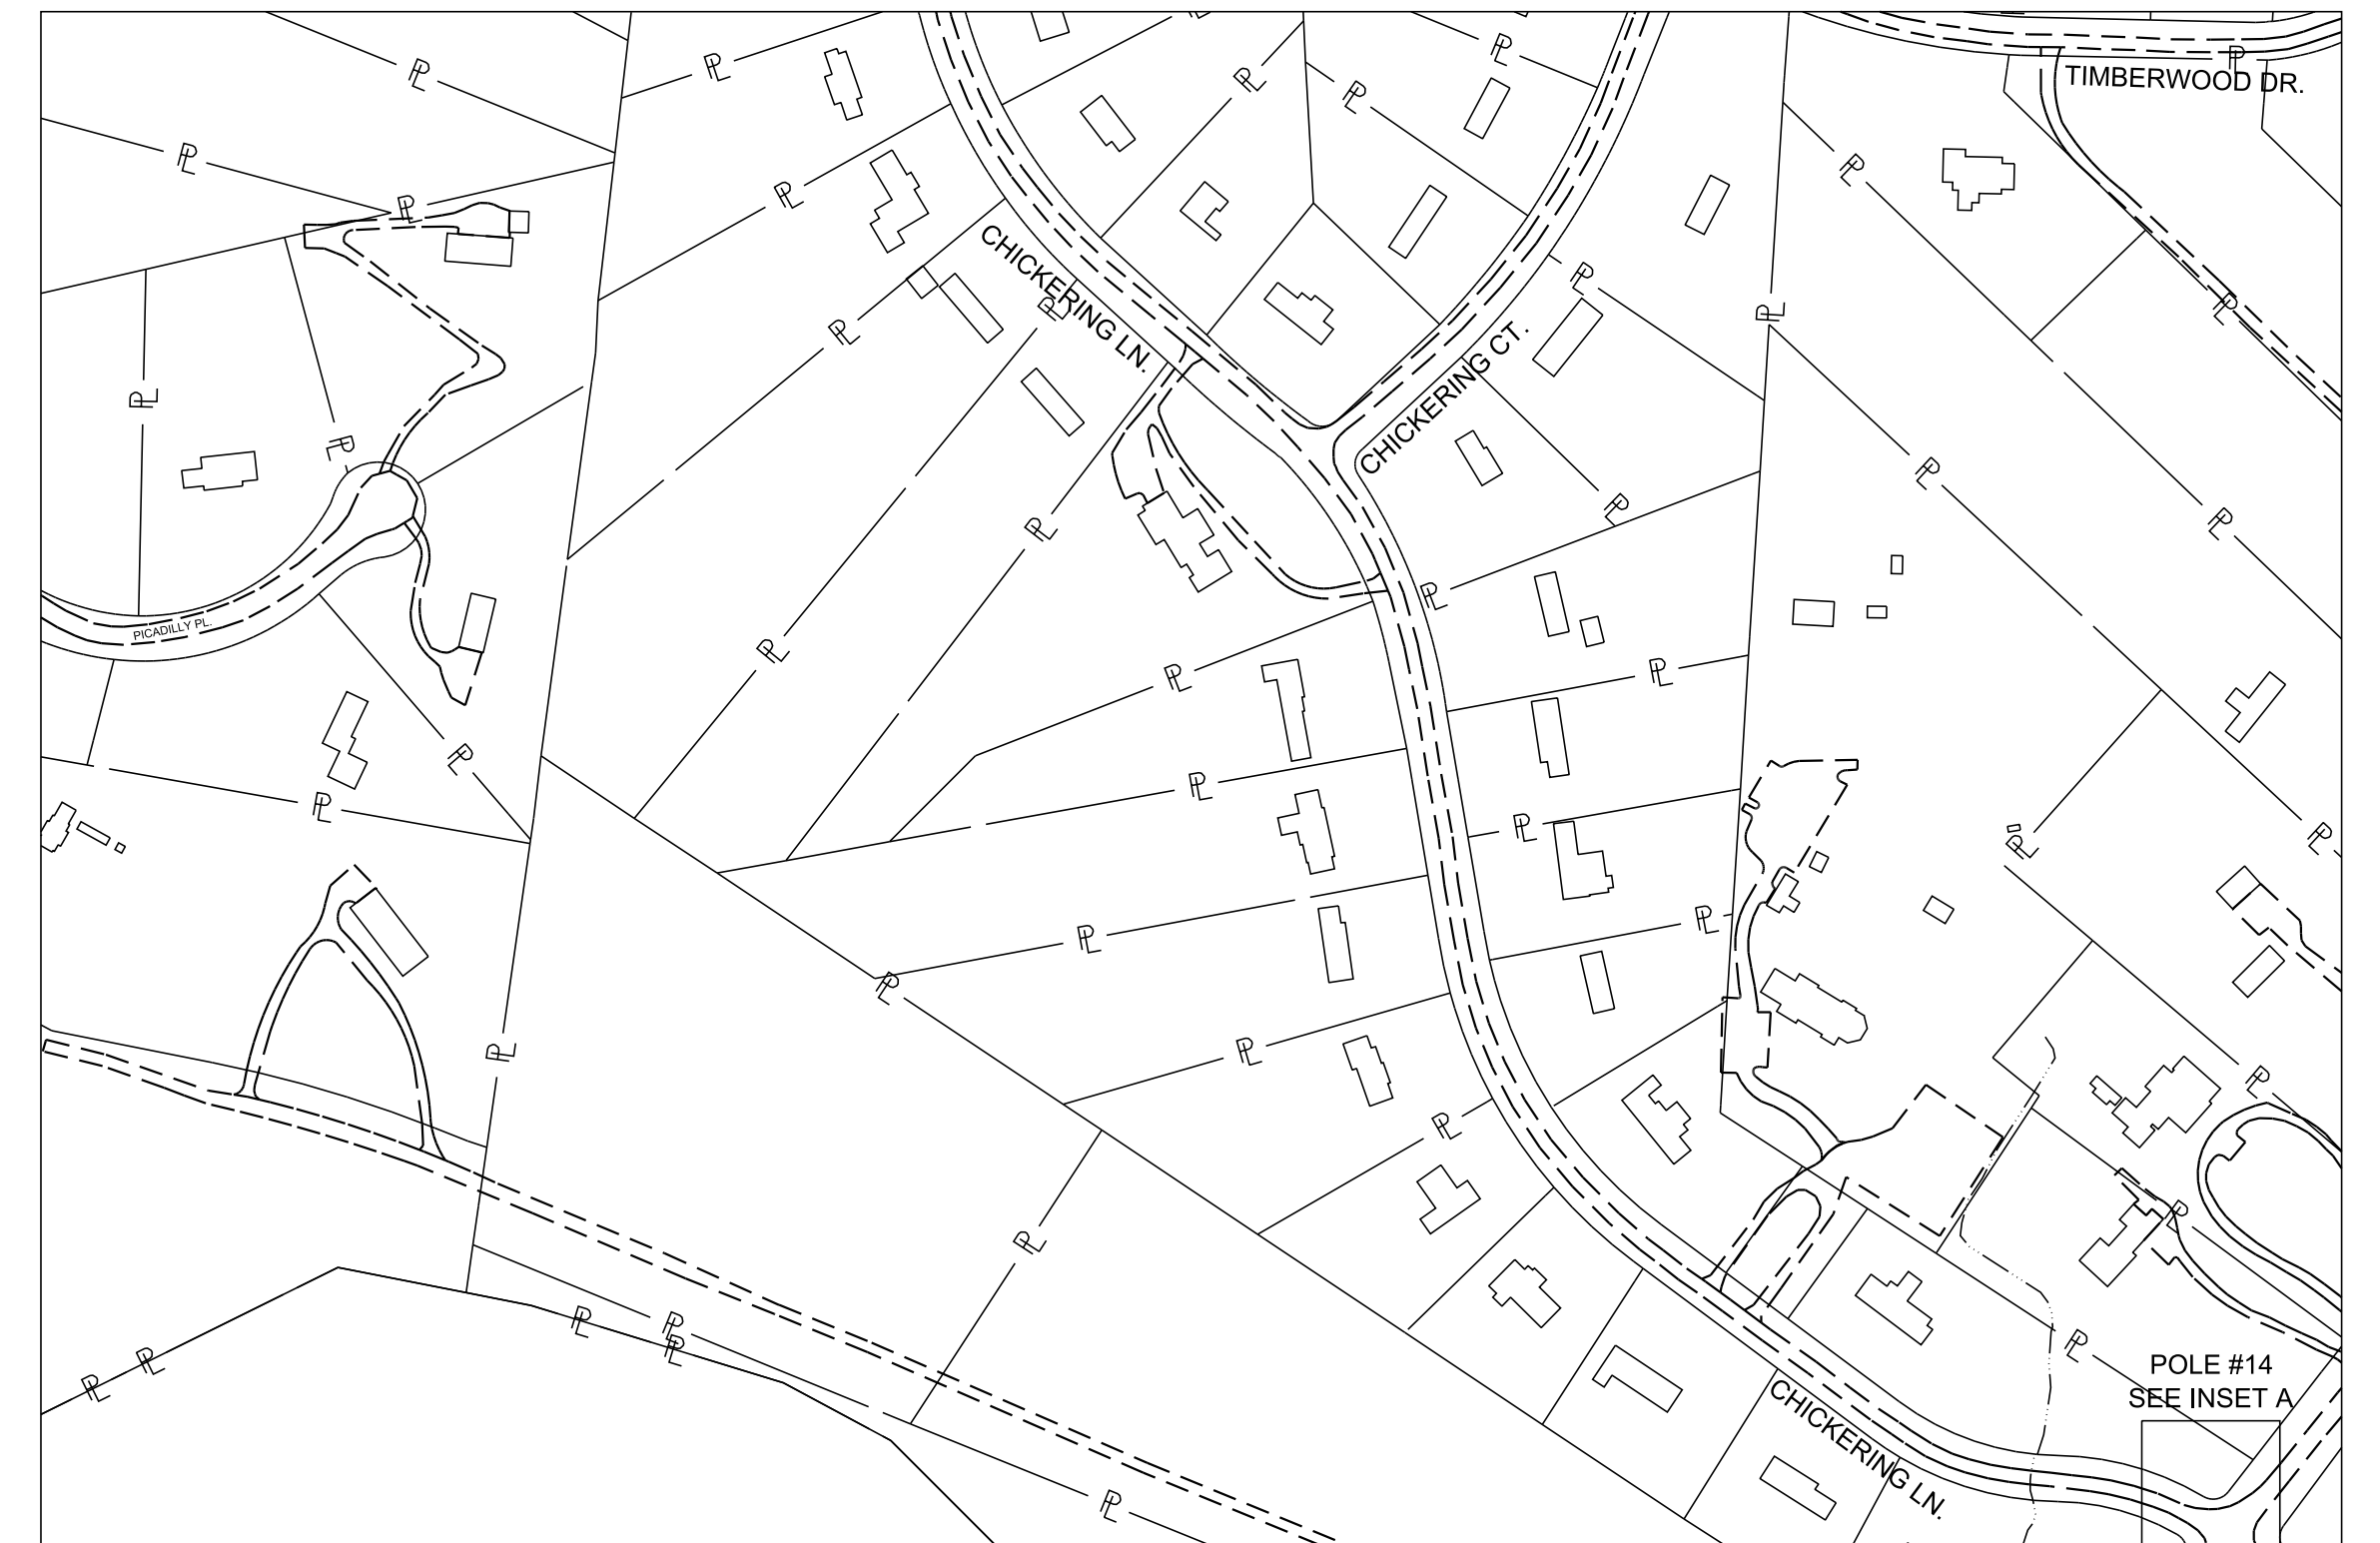 TIMBERWOOD DR.
CHICKERING LN.
CHICKERING CT.
PICADILLY PL.
POLE #14
SEE INSET A
CHICKERING LN.